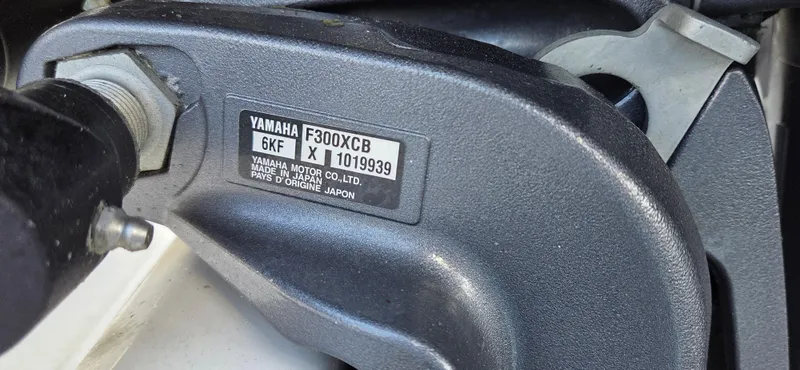 YAMAHA F300XCB
6KF X 1019939
YAMAHA MOTOR CO.,LTD.
MADE IN JAPAN
PAYS D'ORIGINE JAPON